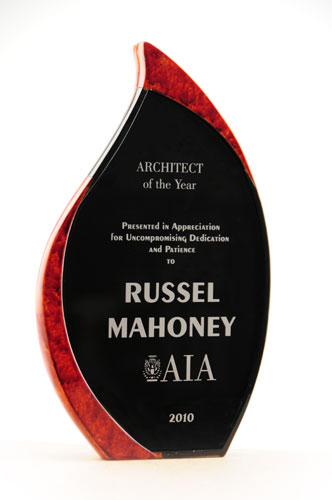 ARCHITECT
of the Year
PRESENTED IN APPRECIATION
FOR UNCOMPROMISING DEDICATION
AND PATIENCE
TO
RUSSEL
MAHONEY
AIA
2010